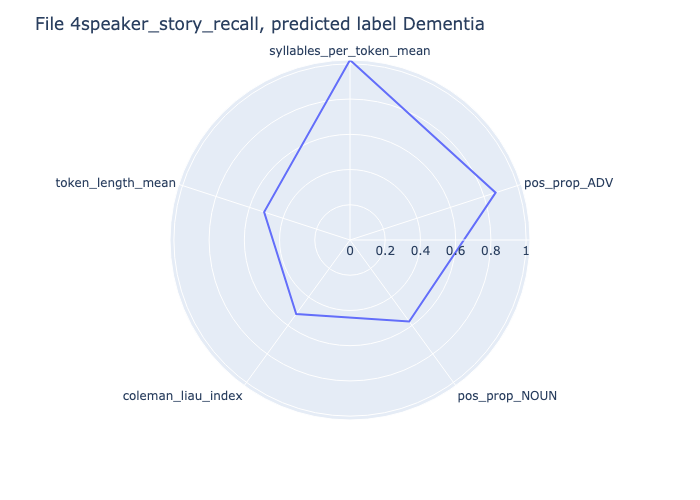 File 4speaker_story_recall, predicted label Dementia
syllables_per_token_mean
token_length_mean
pos_prop_ADV
0 0.2 0.4 0.6 0.8 1
coleman_liau_index
pos_prop_NOUN